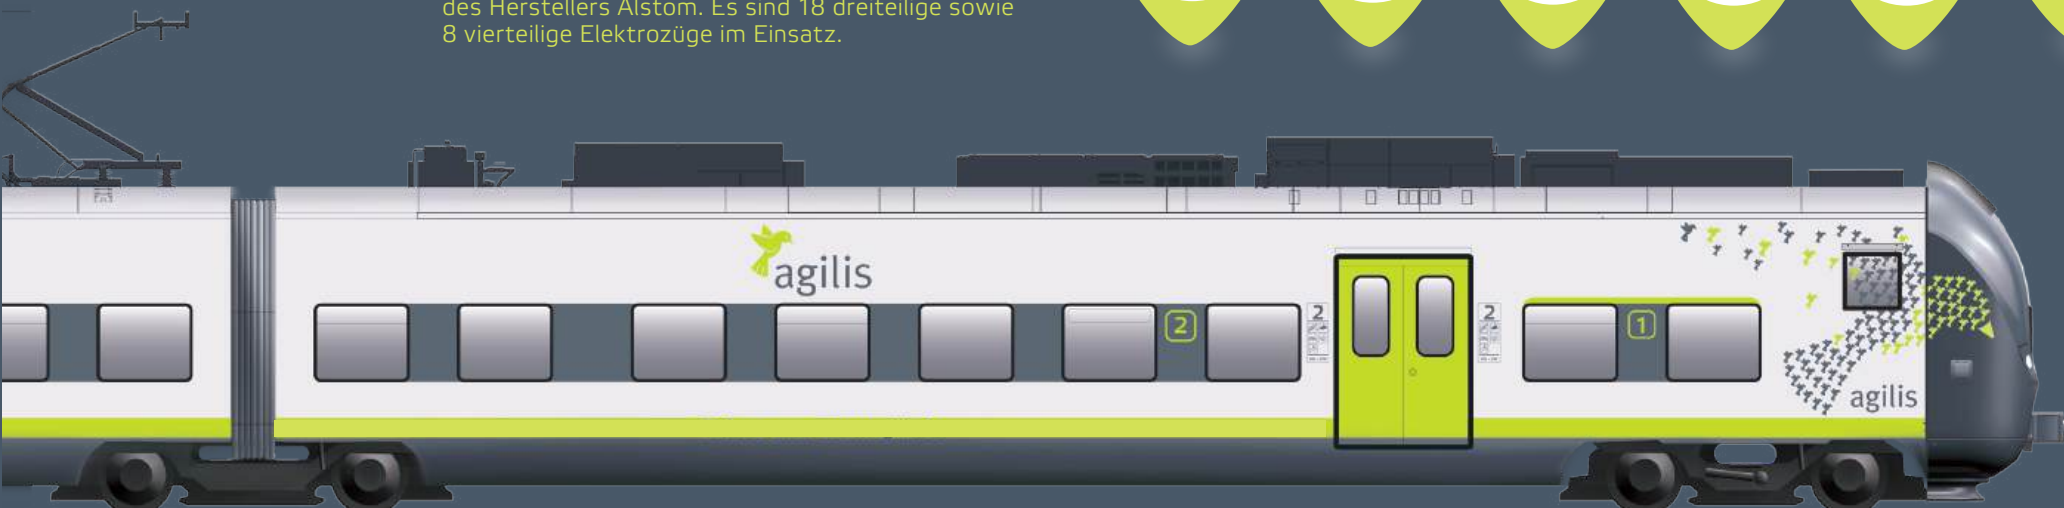 des Herstellers Alstom. Es sind 18 dreiteilige sowie
8 vierteilige Elektrozüge im Einsatz.
agilis
2
2
2
1
agilis